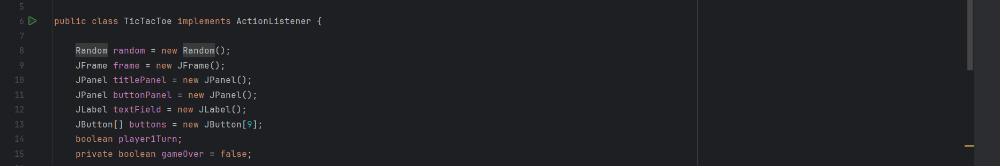 5
6 public class TicTacToe implements ActionListener {
7
8 Random random = new Random();
9 JFrame frame = new JFrame();
10 JPanel titlePanel = new JPanel();
11 JPanel buttonPanel = new JPanel();
12 JLabel textField = new JLabel();
13 JButton[] buttons = new JButton[9];
14 boolean player1Turn;
15 private boolean gameOver = false;